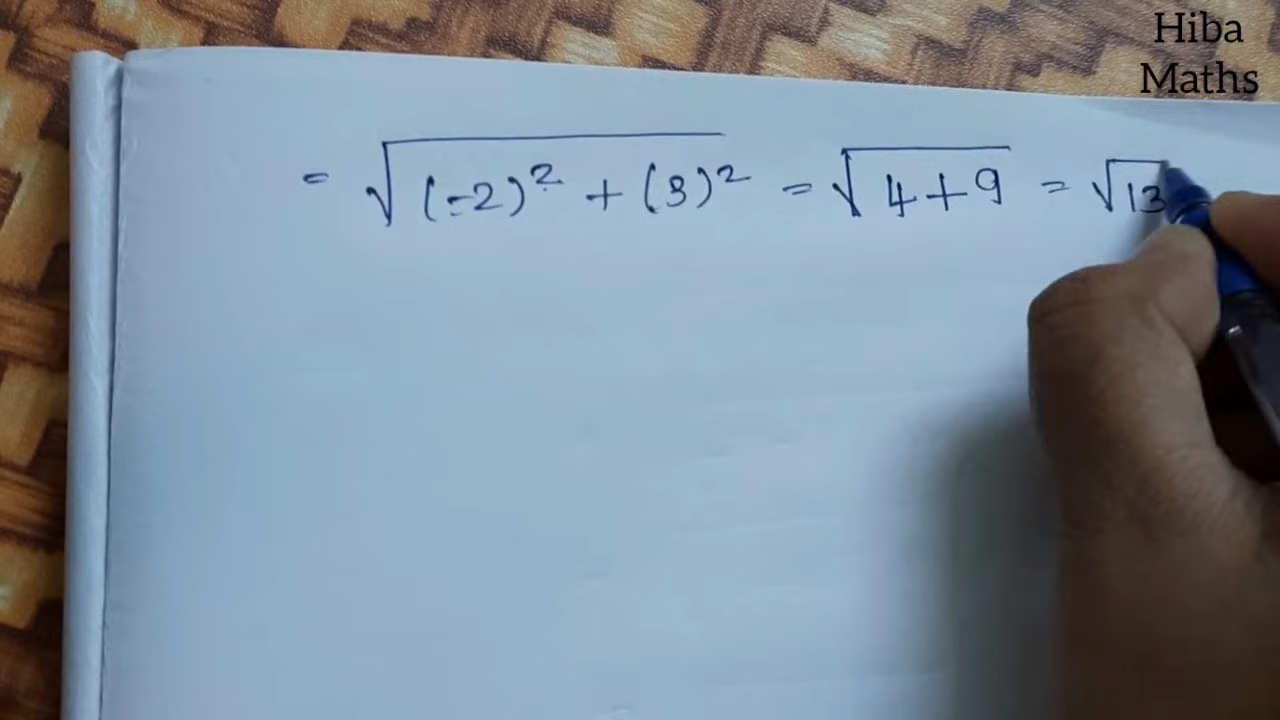 Hiba
Maths
= √(-2)² + (3)² = √4+9 = √13